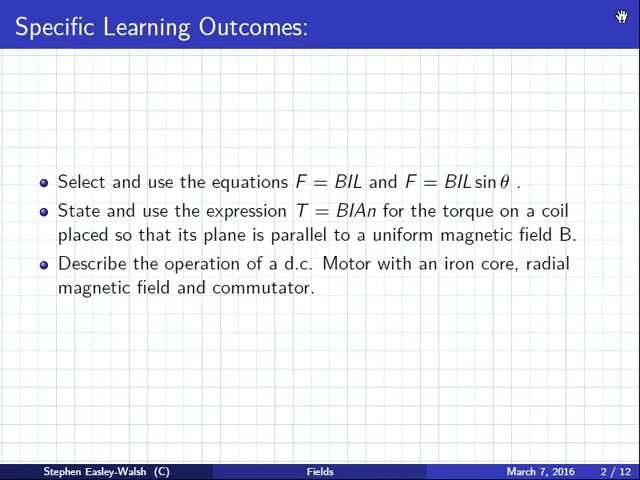 Specific Learning Outcomes:
Select and use the equations F = BIL and F = BIL sin θ .
State and use the expression T = BIAn for the torque on a coil
placed so that its plane is parallel to a uniform magnetic field B.
Describe the operation of a d.c. Motor with an iron core, radial
magnetic field and commutator.
Stephen Easley-Walsh (C) Fields March 7, 2016 2 / 12